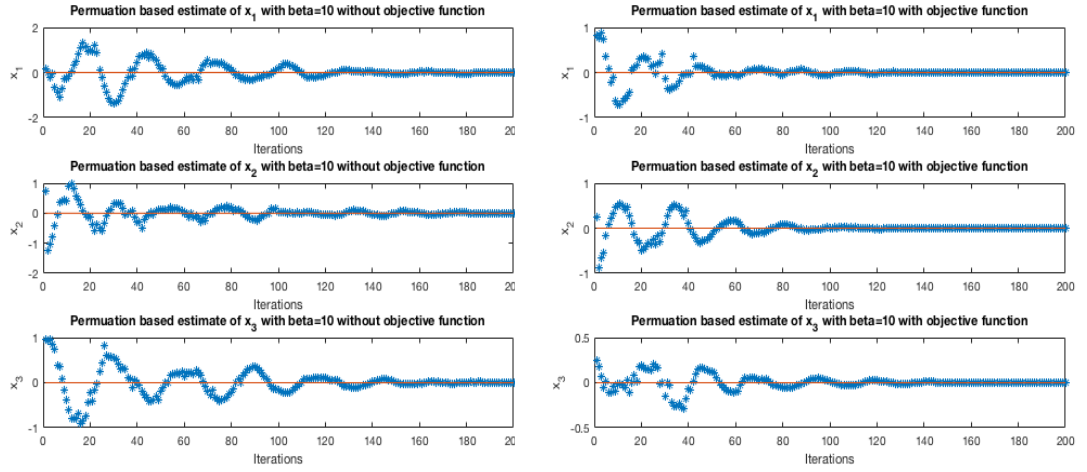 Permuation based estimate of x1 with beta=10 without objective function
2
0
-2
x1
0 20 40 60 80 100 120 140 160 180 200
Iterations
Permuation based estimate of x1 with beta=10 with objective function
1
0
-1
x1
0 20 40 60 80 100 120 140 160 180 200
Iterations
Permuation based estimate of x2 with beta=10 without objective function
1
0
-1
-2
x2
0 20 40 60 80 100 120 140 160 180 200
Iterations
Permuation based estimate of x2 with beta=10 with objective function
1
0
-1
x2
0 20 40 60 80 100 120 140 160 180 200
Iterations
Permuation based estimate of x3 with beta=10 without objective function
1
0
-1
x3
0 20 40 60 80 100 120 140 160 180 200
Iterations
Permuation based estimate of x3 with beta=10 with objective function
0.5
0
-0.5
x3
0 20 40 60 80 100 120 140 160 180 200
Iterations